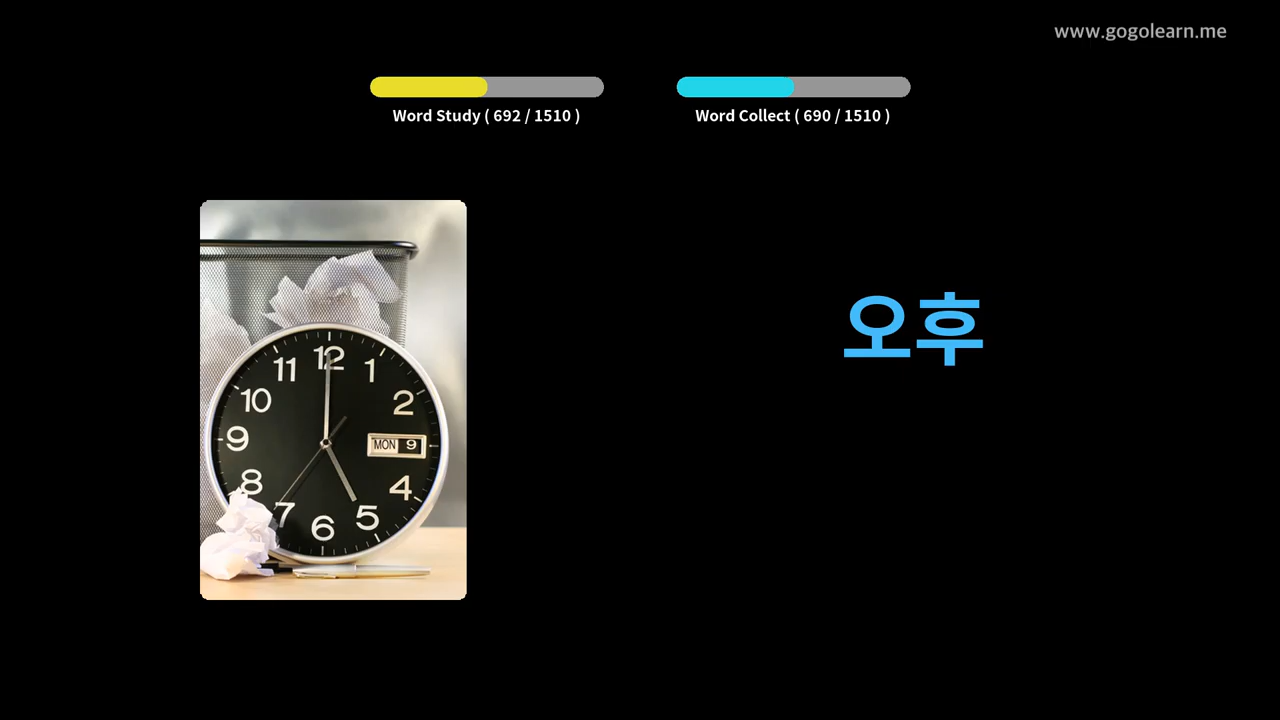 www.gogolearn.me
Word Study ( 692 / 1510 )
Word Collect ( 690 / 1510 )
오후
12
11
1
10
2
9
MON 9
8
4
7
5
6